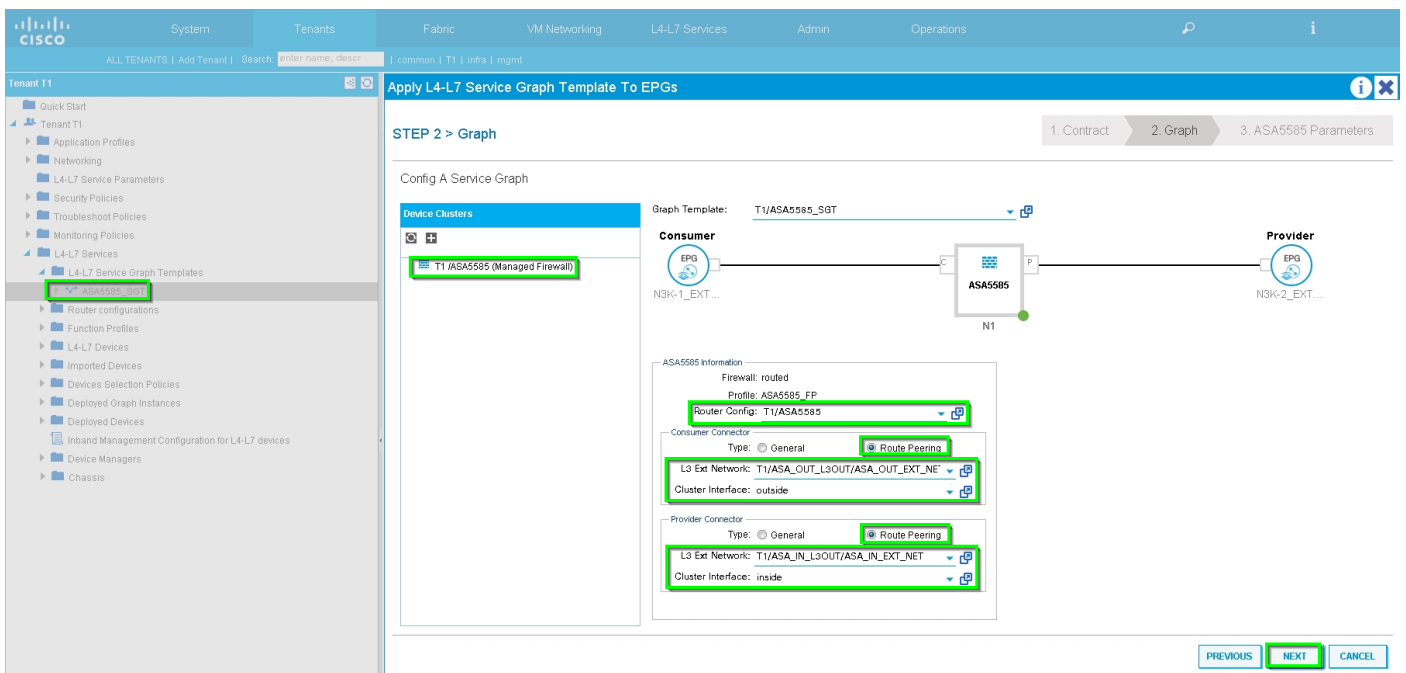 CISCO
System Tenants Fabric VM Networking L4-L7 Services Admin Operations
ALL TENANTS | Add Tenant | Search: enter name, descr | common | T1 | infra | mgmt
Tenant T1
Quick Start
Tenant T1
Application Profiles
Networking
L4-L7 Service Parameters
Security Policies
Troubleshoot Policies
Monitoring Policies
L4-L7 Services
L4-L7 Service Graph Templates
ASA5585_SGT
Router configurations
Function Profiles
L4-L7 Devices
Imported Devices
Devices Selection Policies
Deployed Graph Instances
Deployed Devices
Inband Management Configuration for L4-L7 devices
Device Managers
Chassis
Apply L4-L7 Service Graph Template To EPGs
STEP 2 > Graph
1. Contract 2. Graph 3. ASA5585 Parameters
Config A Service Graph
Device Clusters
T1 /ASA5585 (Managed Firewall)
Graph Template: T1/ASA5585_SGT
Consumer Provider
EPG C ASA5585 P EPG
N3K-1_EXT... N3K-2_EXT...
N1
ASA5585 Information
Firewall: routed
Profile: ASA5585_FP
Router Config: T1/ASA5585
Consumer Connector
Type: General Route Peering
L3 Ext Network: T1/ASA_OUT_L3OUT/ASA_OUT_EXT_NE
Cluster Interface: outside
Provider Connector
Type: General Route Peering
L3 Ext Network: T1/ASA_IN_L3OUT/ASA_IN_EXT_NET
Cluster Interface: inside
PREVIOUS NEXT CANCEL